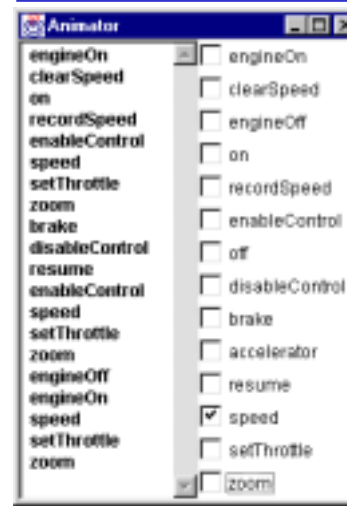 Animator
engineOn
clearSpeed
on
recordSpeed
enableControl
speed
setThrottle
zoom
brake
disableControl
resume
enableControl
speed
setThrottle
zoom
engineOff
engineOn
speed
setThrottle
zoom
engineOn
clearSpeed
engineOff
on
recordSpeed
enableControl
off
disableControl
brake
accelerator
resume
speed
setThrottle
zoom